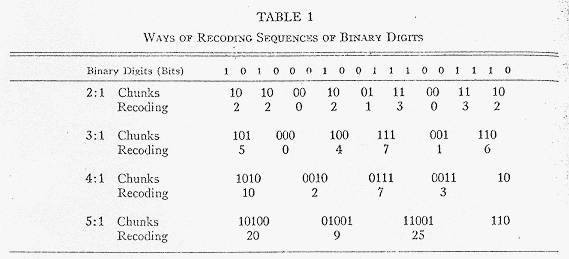 TABLE 1
WAYS OF RECODING SEQUENCES OF BINARY DIGITS
Binary Digits (Bits) 1 0 1 0 0 0 1 0 0 1 1 1 0 0 1 1 1 0
2:1 Chunks 10 10 00 10 01 11 00 11 10
Recoding 2 2 0 2 1 3 0 3 2
3:1 Chunks 101 000 100 111 001 110
Recoding 5 0 4 7 1 6
4:1 Chunks 1010 0010 0111 0011 10
Recoding 10 2 7 3
5:1 Chunks 10100 01001 11001 110
Recoding 20 9 25